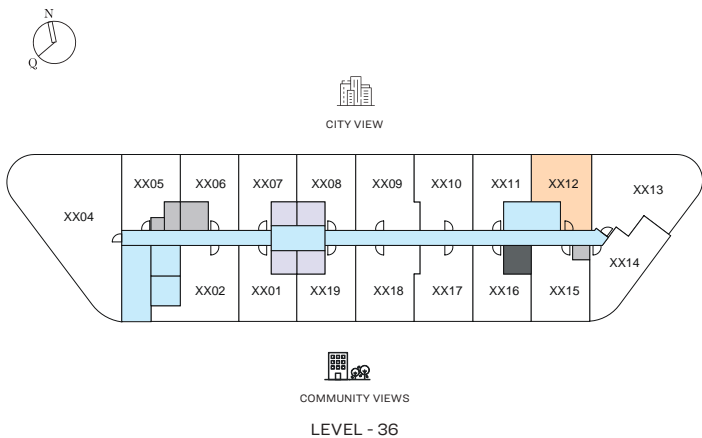 N
Q
CITY VIEW
XX05 XX06 XX07 XX08 XX09 XX10 XX11 XX12 XX13
XX04
XX14
XX02 XX01 XX19 XX18 XX17 XX16 XX15
COMMUNITY VIEWS
LEVEL - 36